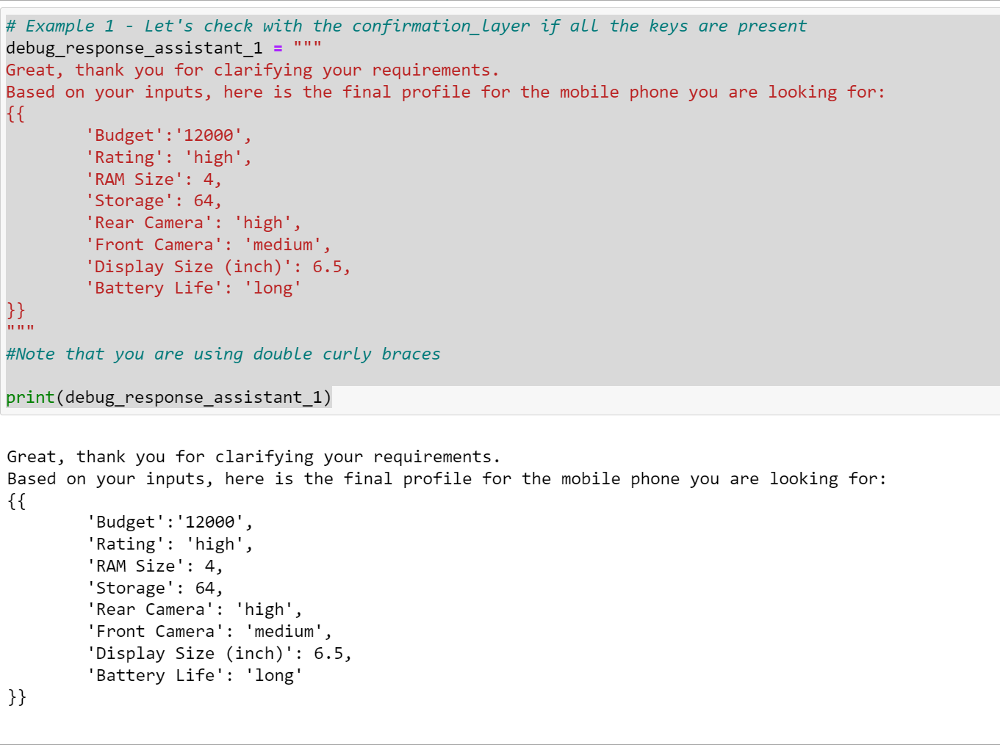 # Example 1 - Let's check with the confirmation_layer if all the keys are present
debug_response_assistant_1 = """
Great, thank you for clarifying your requirements.
Based on your inputs, here is the final profile for the mobile phone you are looking for:
{{
        'Budget':'12000',
        'Rating': 'high',
        'RAM Size': 4,
        'Storage': 64,
        'Rear Camera': 'high',
        'Front Camera': 'medium',
        'Display Size (inch)': 6.5,
        'Battery Life': 'long'
}}
"""
#Note that you are using double curly braces
print(debug_response_assistant_1)
Great, thank you for clarifying your requirements.
Based on your inputs, here is the final profile for the mobile phone you are looking for:
{{
        'Budget':'12000',
        'Rating': 'high',
        'RAM Size': 4,
        'Storage': 64,
        'Rear Camera': 'high',
        'Front Camera': 'medium',
        'Display Size (inch)': 6.5,
        'Battery Life': 'long'
}}